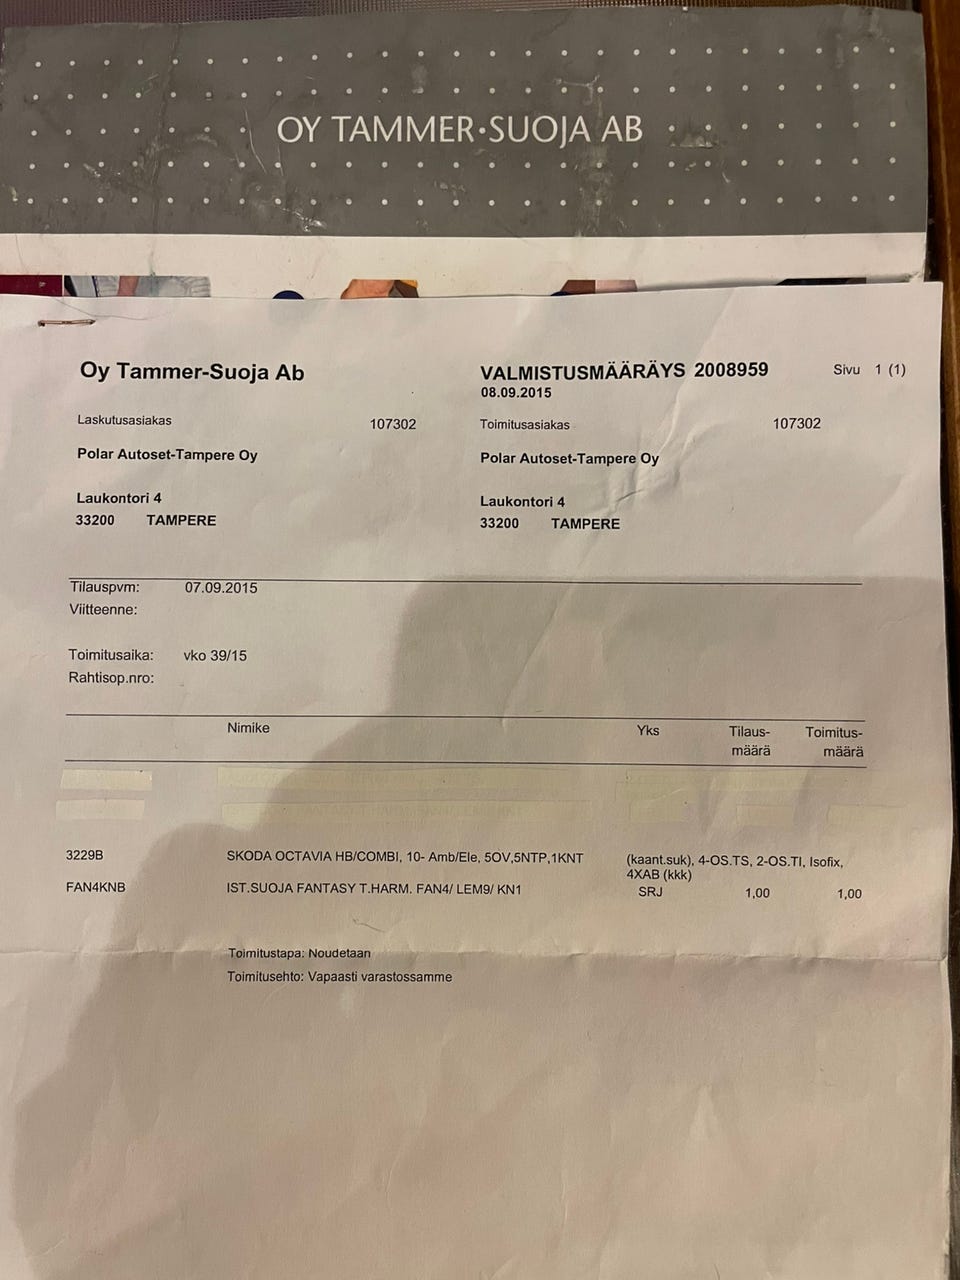 OY TAMMER·SUOJA AB
Oy Tammer-Suoja Ab
VALMISTUSMÄÄRÄYS 2008959
Sivu 1 (1)
08.09.2015
Laskutusasiakas 107302
Toimitusasiakas 107302
Polar Autoset-Tampere Oy
Polar Autoset-Tampere Oy
Laukontori 4
33200 TAMPERE
Laukontori 4
33200 TAMPERE
Tilauspvm: 07.09.2015
Viitteenne:
Toimitusaika: vko 39/15
Rahtisop.nro:
Nimike Yks Tilaus- Toimitus-
määrä määrä
3229B SKODA OCTAVIA HB/COMBI, 10- Amb/Ele, 5OV,5NTP,1KNT (kaant.suk), 4-OS.TS, 2-OS.TI, Isofix,
4XAB (kkk)
FAN4KNB IST.SUOJA FANTASY T.HARM. FAN4/ LEM9/ KN1 SRJ 1,00 1,00
Toimitustapa: Noudetaan
Toimitusehto: Vapaasti varastossamme